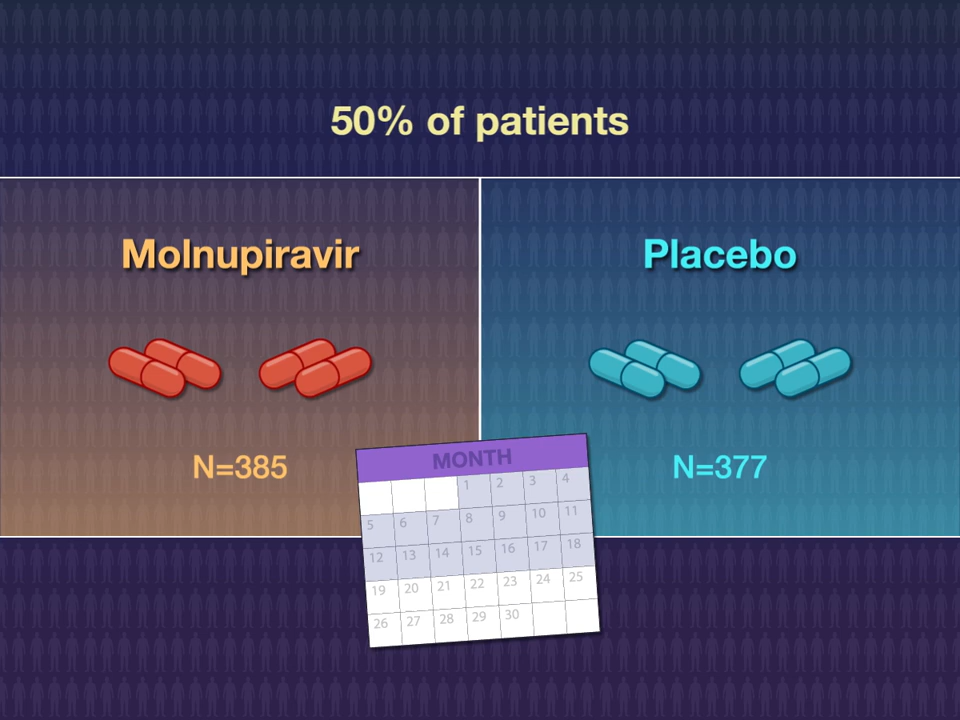 50% of patients
Molnupiravir
Placebo
N=385
N=377
MONTH
1 2 3 4
5 6 7 8 9 10 11
12 13 14 15 16 17 18
19 20 21 22 23 24 25
26 27 28 29 30